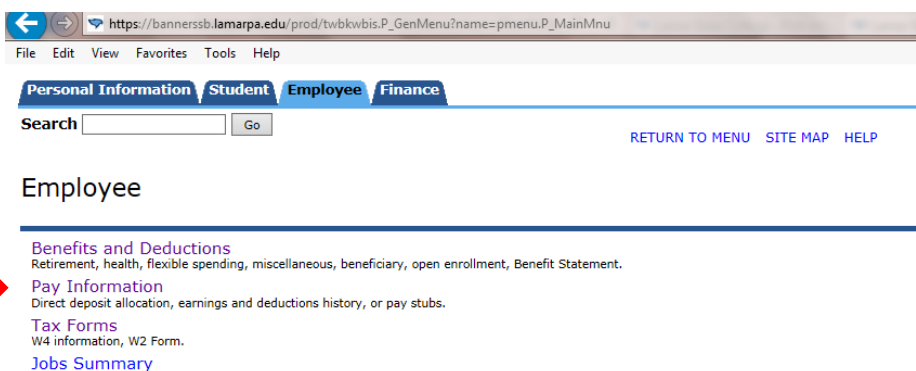 https://bannerssb.lamarpa.edu/prod/twbkwbis.P_GenMenu?name=pmenu.P_MainMnu
File Edit View Favorites Tools Help
Personal Information Student Employee Finance
Search Go
RETURN TO MENU SITE MAP HELP
Employee
Benefits and Deductions
Retirement, health, flexible spending, miscellaneous, beneficiary, open enrollment, Benefit Statement.
Pay Information
Direct deposit allocation, earnings and deductions history, or pay stubs.
Tax Forms
W4 information, W2 Form.
Jobs Summary